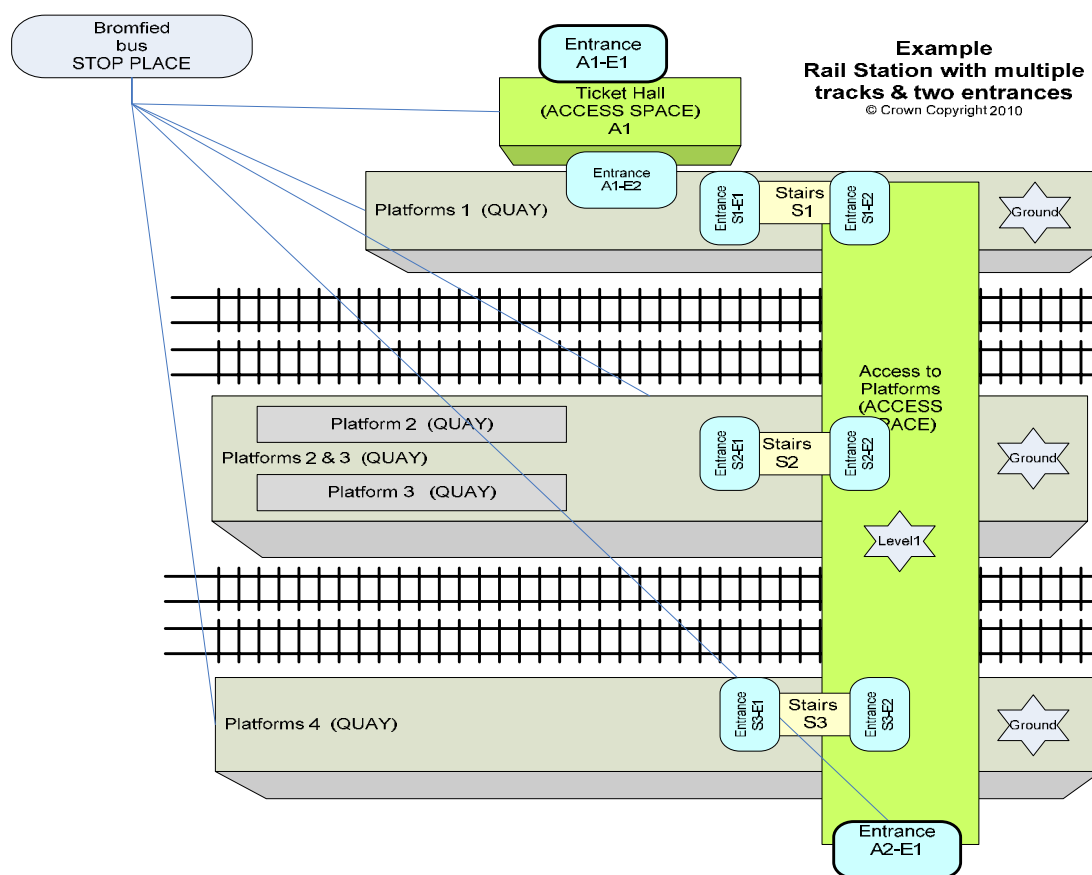 Bromfied
bus
STOP PLACE
Entrance
A1-E1
Example
Rail Station with multiple
tracks & two entrances
© Crown Copyright 2010
Ticket Hall
(ACCESS SPACE)
A1
Entrance
A1-E2
Platforms 1 (QUAY)
Entrance
S1-E1
Stairs
S1
Entrance
S1-E2
Ground
Access to
Platforms
(ACCESS
SPACE)
Platform 2 (QUAY)
Platforms 2 & 3 (QUAY)
Platform 3 (QUAY)
Entrance
S2-E1
Stairs
S2
Entrance
S2-E2
Ground
Level1
Platforms 4 (QUAY)
Entrance
S3-E1
Stairs
S3
Entrance
S3-E2
Ground
Entrance
A2-E1